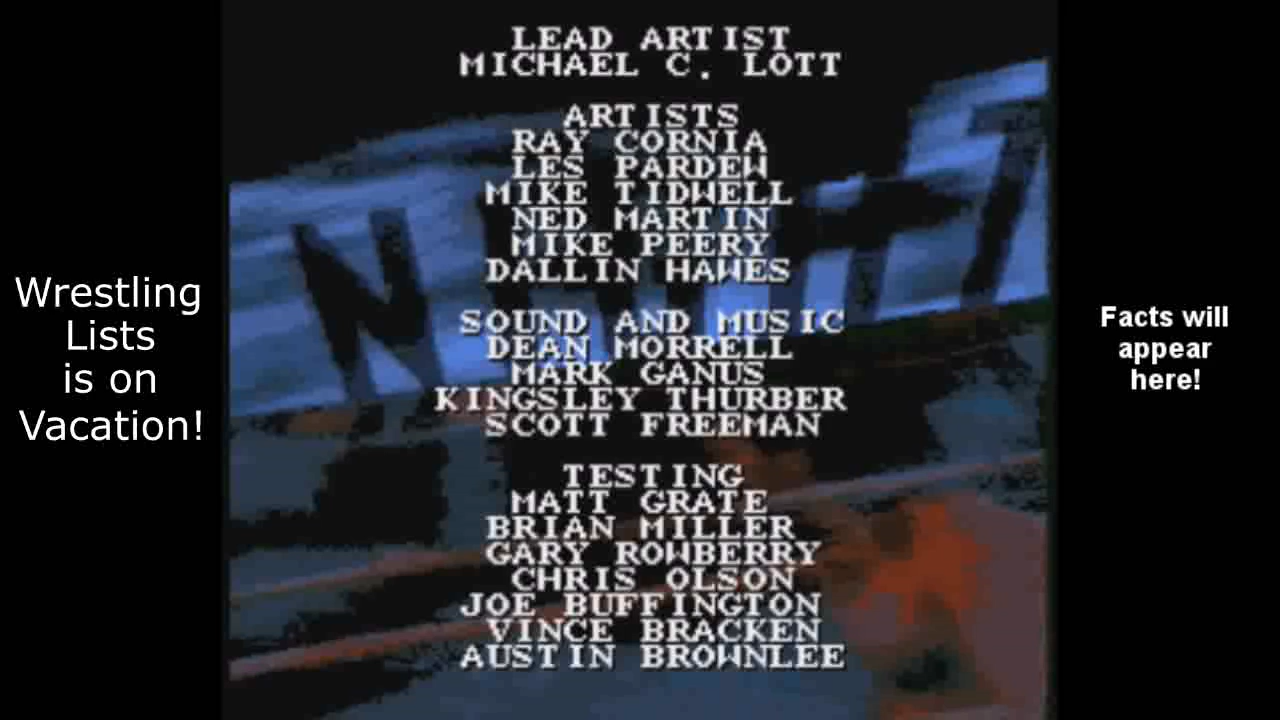 Wrestling
Lists
is on
Vacation!
LEAD ARTIST
MICHAEL C. LOTT
ARTISTS
RAY CORNIA
LES PARDEW
MIKE TIDWELL
NED MARTIN
MIKE PEERY
DALLIN HAWES
SOUND AND MUSIC
DEAN MORRELL
MARK GANUS
KINGSLEY THURBER
SCOTT FREEMAN
TESTING
MATT GRATE
BRIAN MILLER
GARY ROWBERRY
CHRIS OLSON
JOE BUFFINGTON
VINCE BRACKEN
AUSTIN BROWNLEE
Facts will
appear
here!